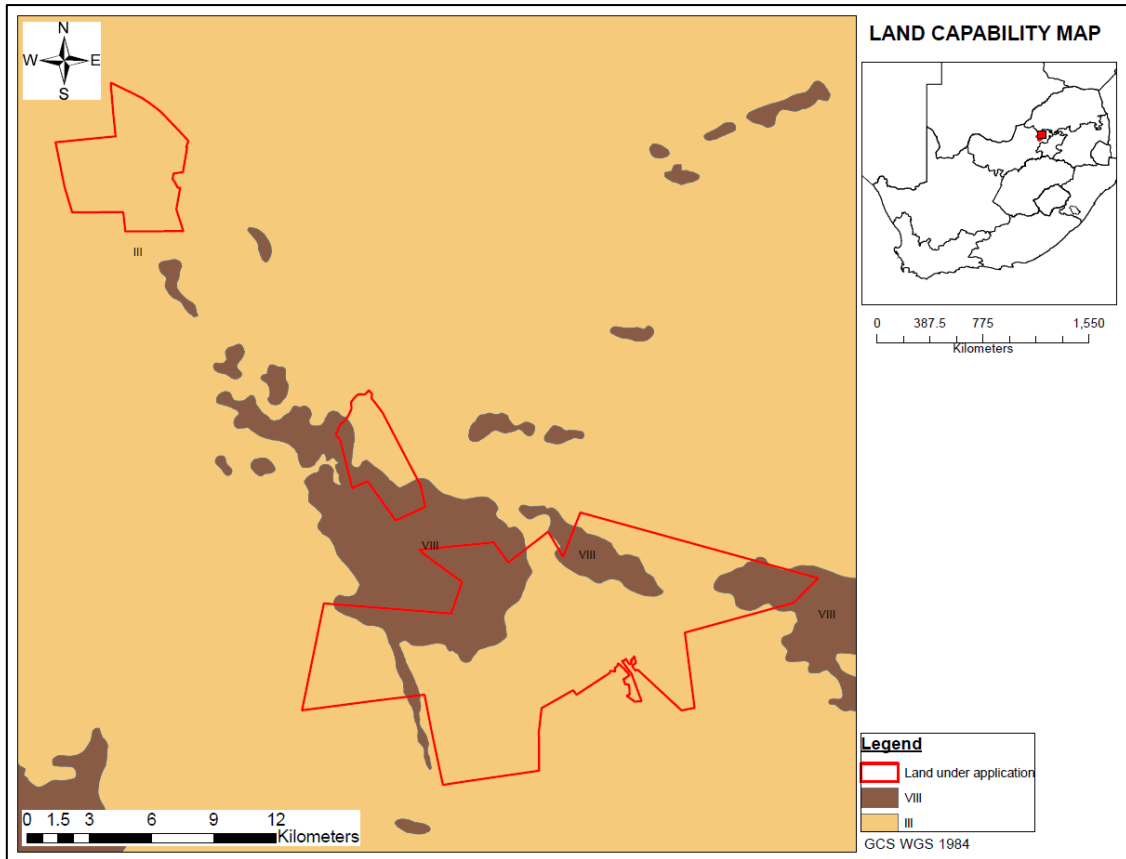 N
W E
S
III
VIII
VIII
VIII
0 1.5 3 6 9 12
Kilometers
LAND CAPABILITY MAP
0 387.5 775 1,550
Kilometers
Legend
Land under application
VIII
III
GCS WGS 1984